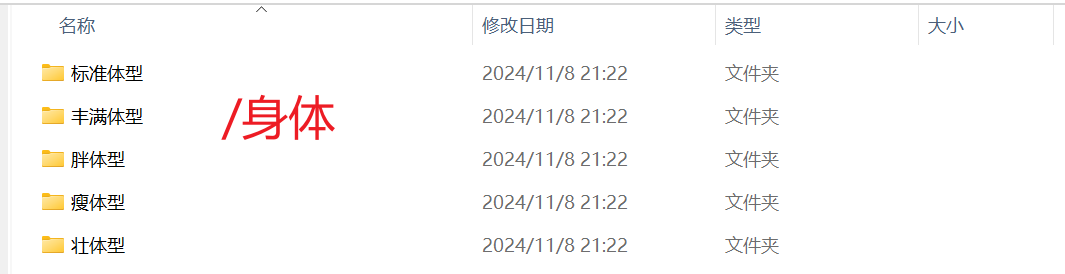 名称 修改日期 类型 大小
标准体型 2024/11/8 21:22 文件夹
丰满体型 2024/11/8 21:22 文件夹
/身体
胖体型 2024/11/8 21:22 文件夹
瘦体型 2024/11/8 21:22 文件夹
壮体型 2024/11/8 21:22 文件夹